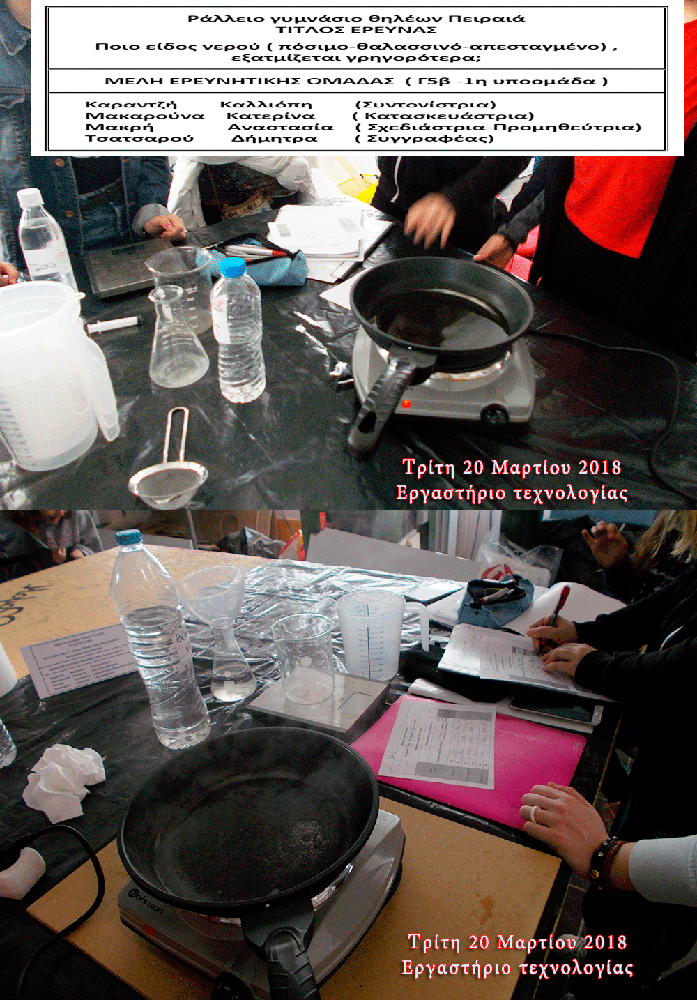 Ράλλειο γυμνάσιο θηλέων Πειραιά
ΤΙΤΛΟΣ ΕΡΕΥΝΑΣ
Ποιο είδος νερού ( πόσιμο-θαλασσινό-απεσταγμένο) ,
εξατμίζεται γρηγορότερα;
ΜΕΛΗ ΕΡΕΥΝΗΤΙΚΗΣ ΟΜΑΔΑΣ ( Γ5β -1η υποομάδα )
Καραντζή Καλλιόπη (Συντονίστρια)
Μακαρούνα Κατερίνα ( Κατασκευάστρια)
Μακρή Αναστασία ( Σχεδιάστρια-Προμηθεύτρια)
Τσατσαρού Δήμητρα ( Συγγραφέας)
Τρίτη 20 Μαρτίου 2018
Εργαστήριο τεχνολογίας
Rohnson
Τρίτη 20 Μαρτίου 2018
Εργαστήριο τεχνολογίας